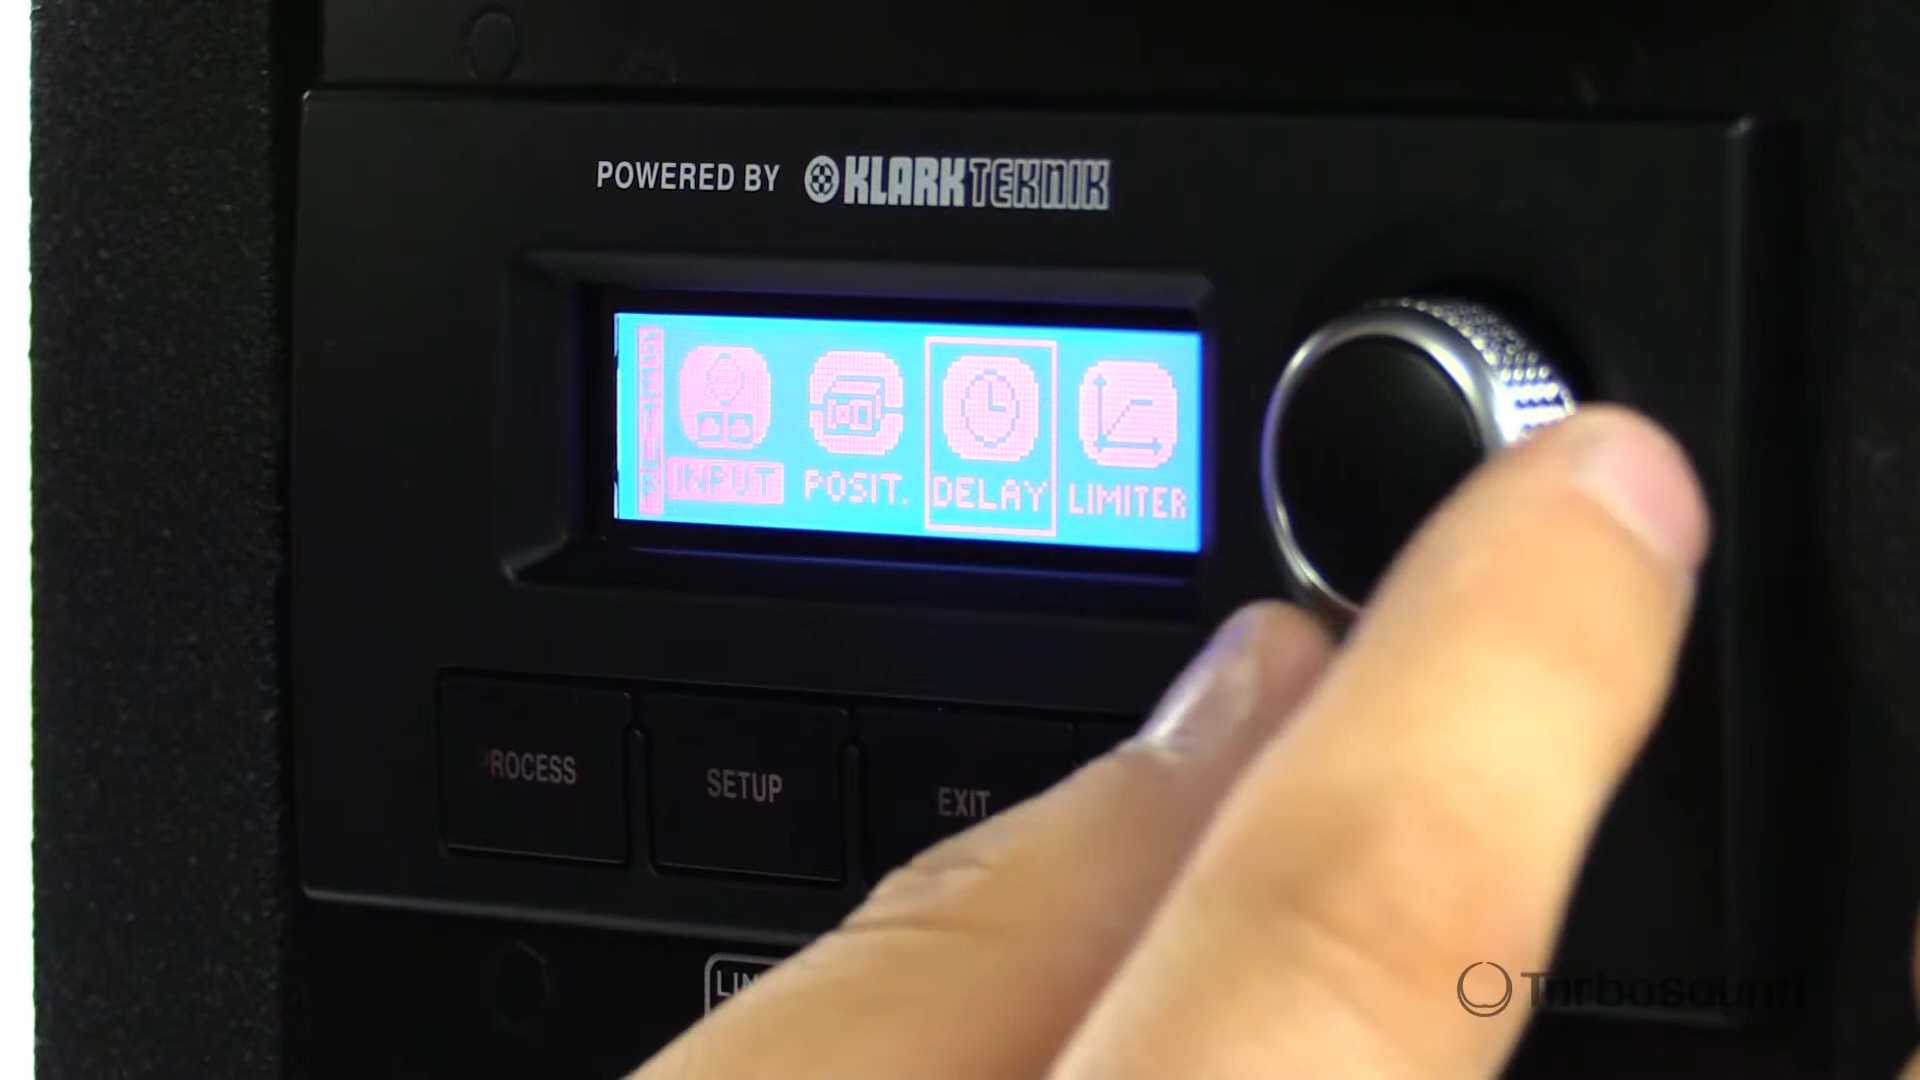 POWERED BY KLARK TEKNIK
SETUP
INPUT POSIT. DELAY LIMITER
PROCESS SETUP EXIT
Turbosound